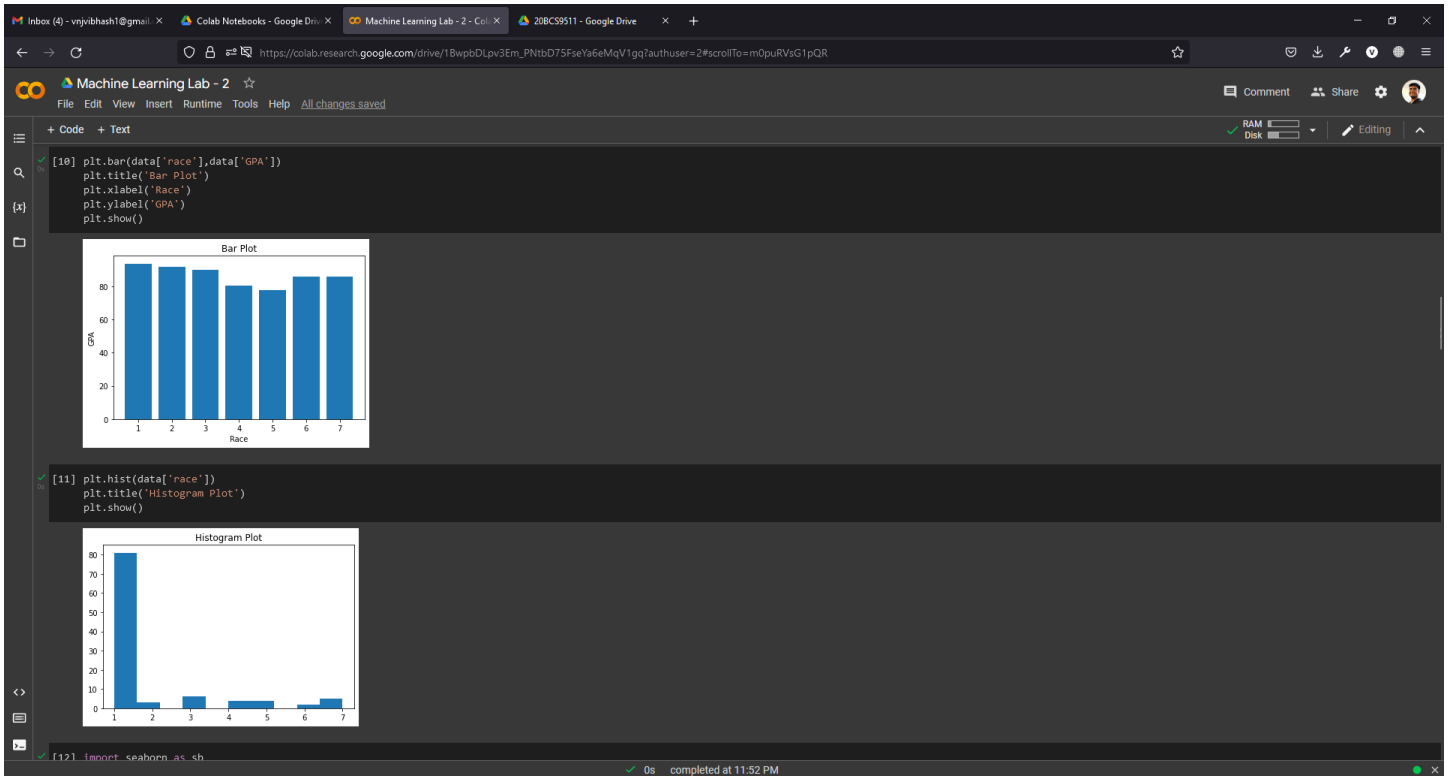 Inbox (4) - vnjvibhash1@gmail.
Colab Notebooks - Google Driv
Machine Learning Lab - 2 - Cola
20BCS9511 - Google Drive
https://colab.research.google.com/drive/1BwpbDLpv3Em_PNtbD75FseYa6eMqV1gq?authuser=2#scrollTo=m0puRVsG1pQR
V
CO
Machine Learning Lab - 2
File Edit View Insert Runtime Tools Help All changes saved
Comment
Share
+ Code + Text
RAM
Disk
Editing
{x}
0s
[10] plt.bar(data['race'],data['GPA'])
plt.title('Bar Plot')
plt.xlabel('Race')
plt.ylabel('GPA')
plt.show()
Bar Plot
80
60
40
20
0
GPA
1 2 3 4 5 6 7
Race
0s
[11] plt.hist(data['race'])
plt.title('Histogram Plot')
plt.show()
Histogram Plot
80
70
60
50
40
30
20
10
0
1 2 3 4 5 6 7
[12] import seaborn as sb
0s completed at 11:52 PM